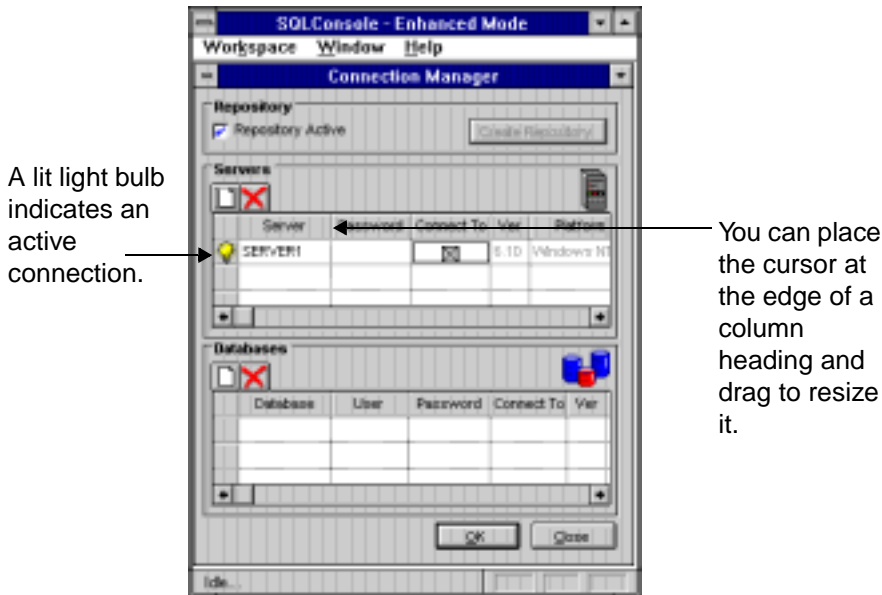 SQLConsole - Enhanced Mode
Workspace Window Help
Connection Manager
Repository
Repository Active
Create Repository
Servers
Server Password Connect To Ver Platform
SERVER1 6.1D Windows NT
Databases
Database User Password Connect To Ver
OK Close
Idle...
A lit light bulb
indicates an
active
connection.
You can place
the cursor at
the edge of a
column
heading and
drag to resize
it.